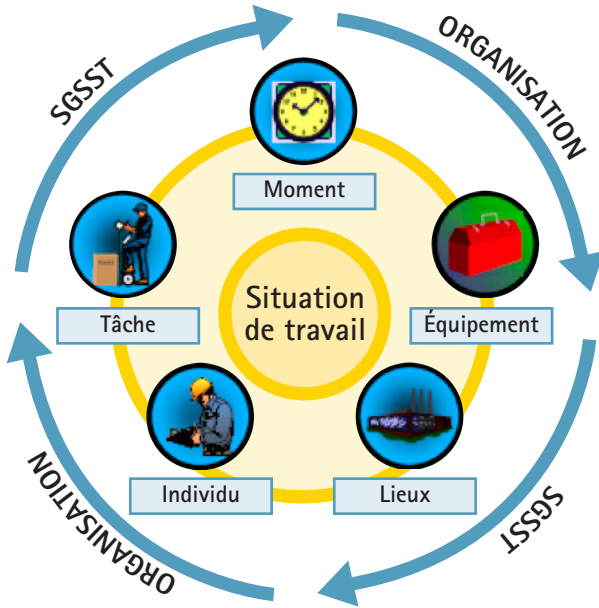 SGSST
ORGANISATION
Moment
Tâche
Situation
de travail
Équipement
Individu
Lieux
ORGANISATION
SGSST